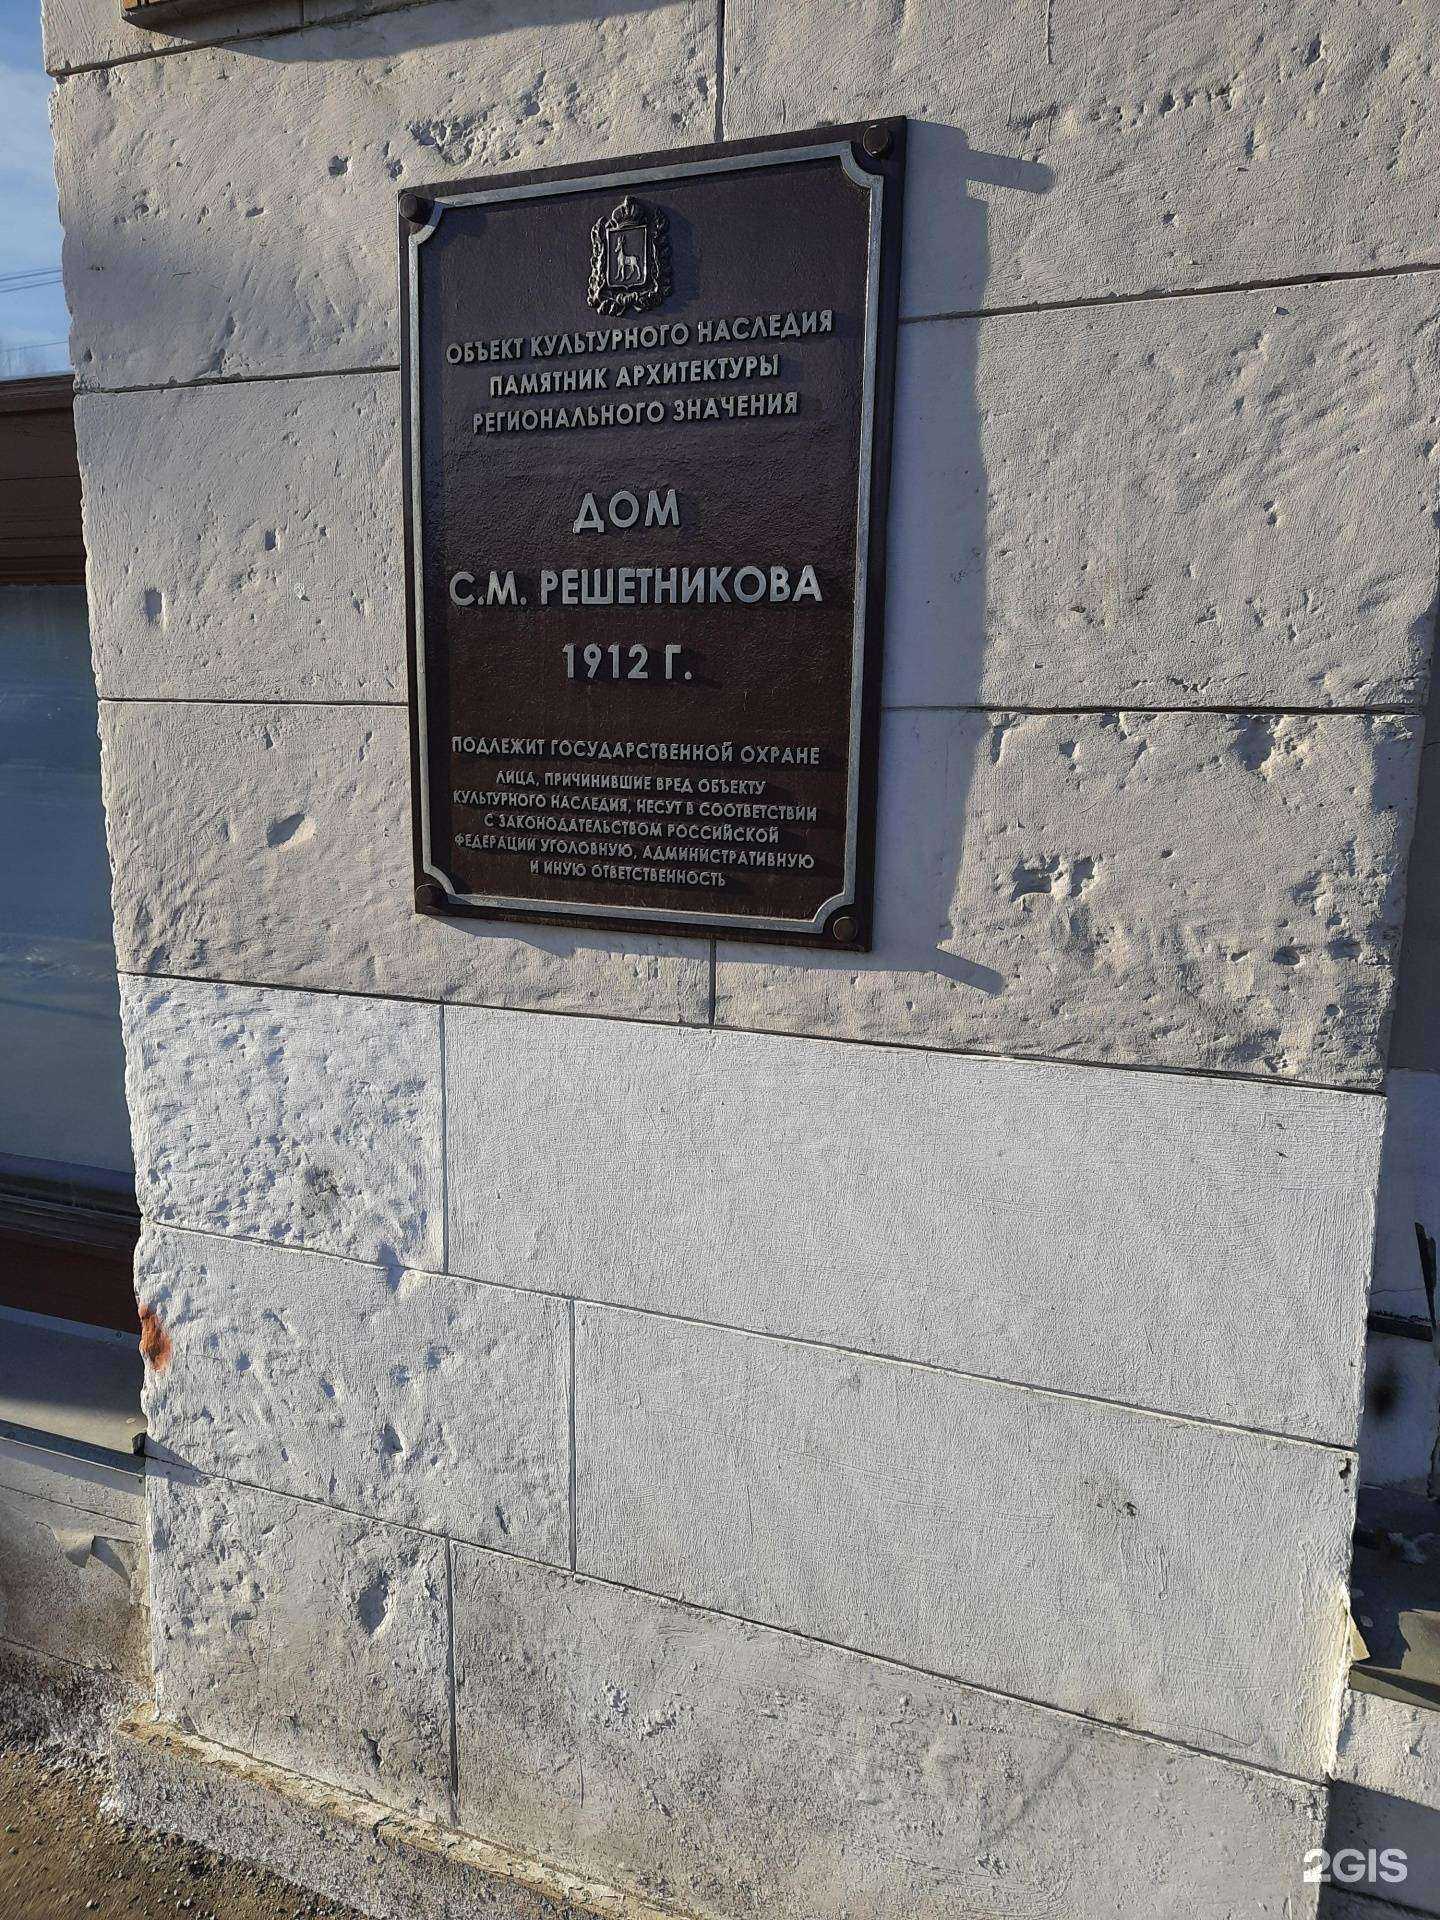 ОБЪЕКТ КУЛЬТУРНОГО НАСЛЕДИЯ
ПАМЯТНИК АРХИТЕКТУРЫ
РЕГИОНАЛЬНОГО ЗНАЧЕНИЯ
ДОМ
С.М. РЕШЕТНИКОВА
1912 Г.
ПОДЛЕЖИТ ГОСУДАРСТВЕННОЙ ОХРАНЕ
ЛИЦА, ПРИЧИНИВШИЕ ВРЕД ОБЪЕКТУ
КУЛЬТУРНОГО НАСЛЕДИЯ, НЕСУТ В СООТВЕТСТВИИ
С ЗАКОНОДАТЕЛЬСТВОМ РОССИЙСКОЙ
ФЕДЕРАЦИИ УГОЛОВНУЮ, АДМИНИСТРАТИВНУЮ
И ИНУЮ ОТВЕТСТВЕННОСТЬ
2GIS